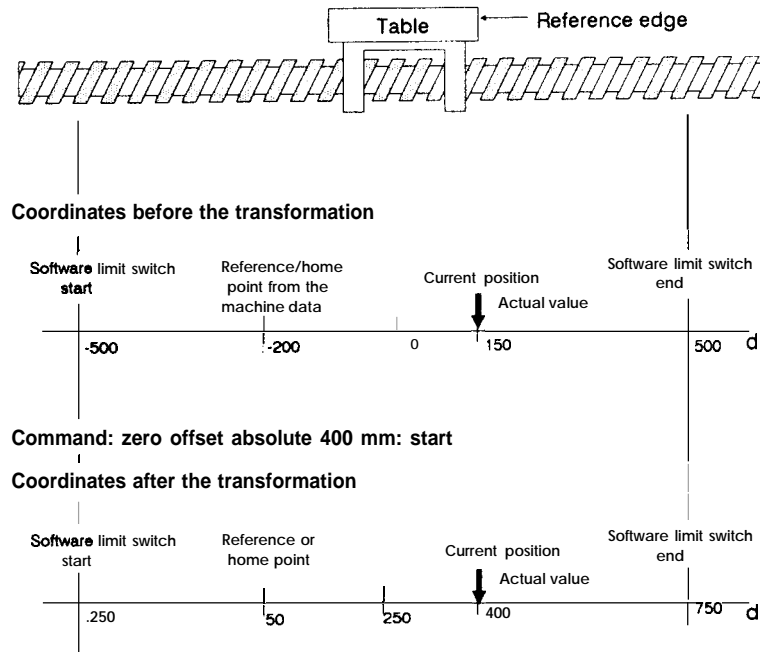 Table
Reference edge
Coordinates before the transformation
Software limit switch
start
Reference/home
point from the
machine data
Current position
Actual value
Software limit switch
end
-500
-200
0
150
500
d
Command: zero offset absolute 400 mm: start
Coordinates after the transformation
Software limit switch
start
Reference or
home point
Current position
Actual value
Software limit switch
end
.250
50
250
400
750
d